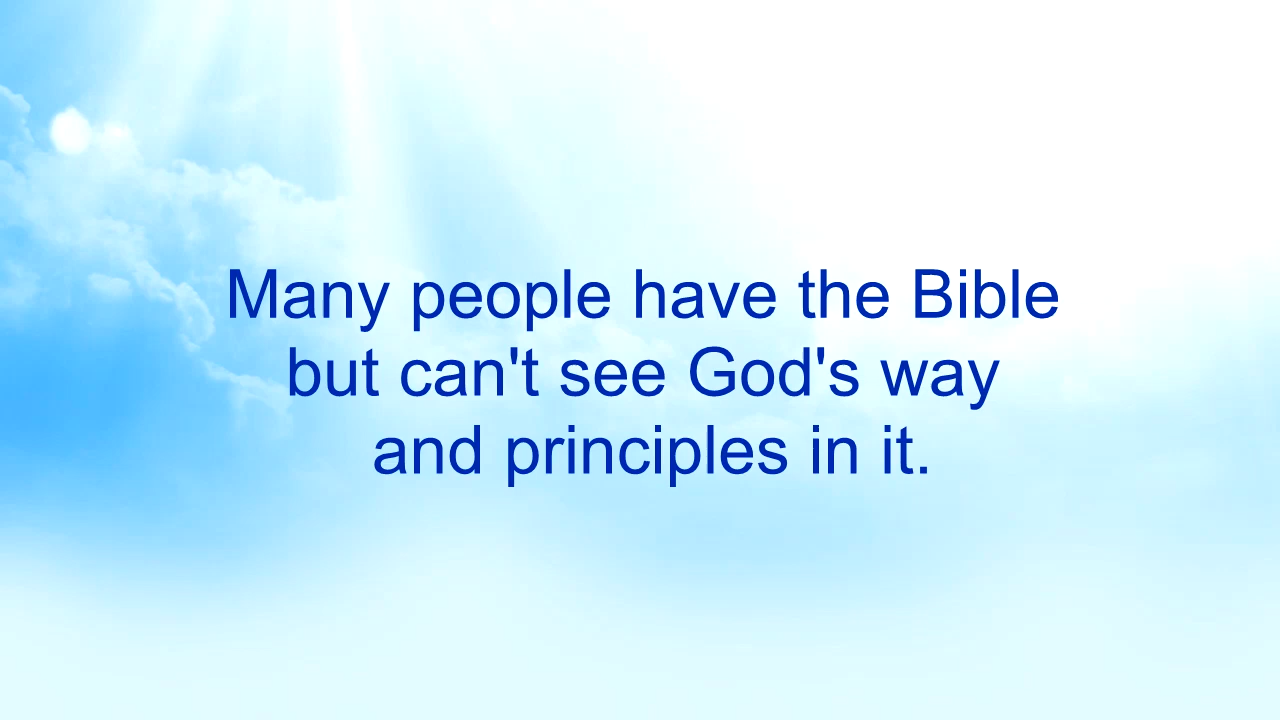 Many people have the Bible
but can't see God's way
and principles in it.